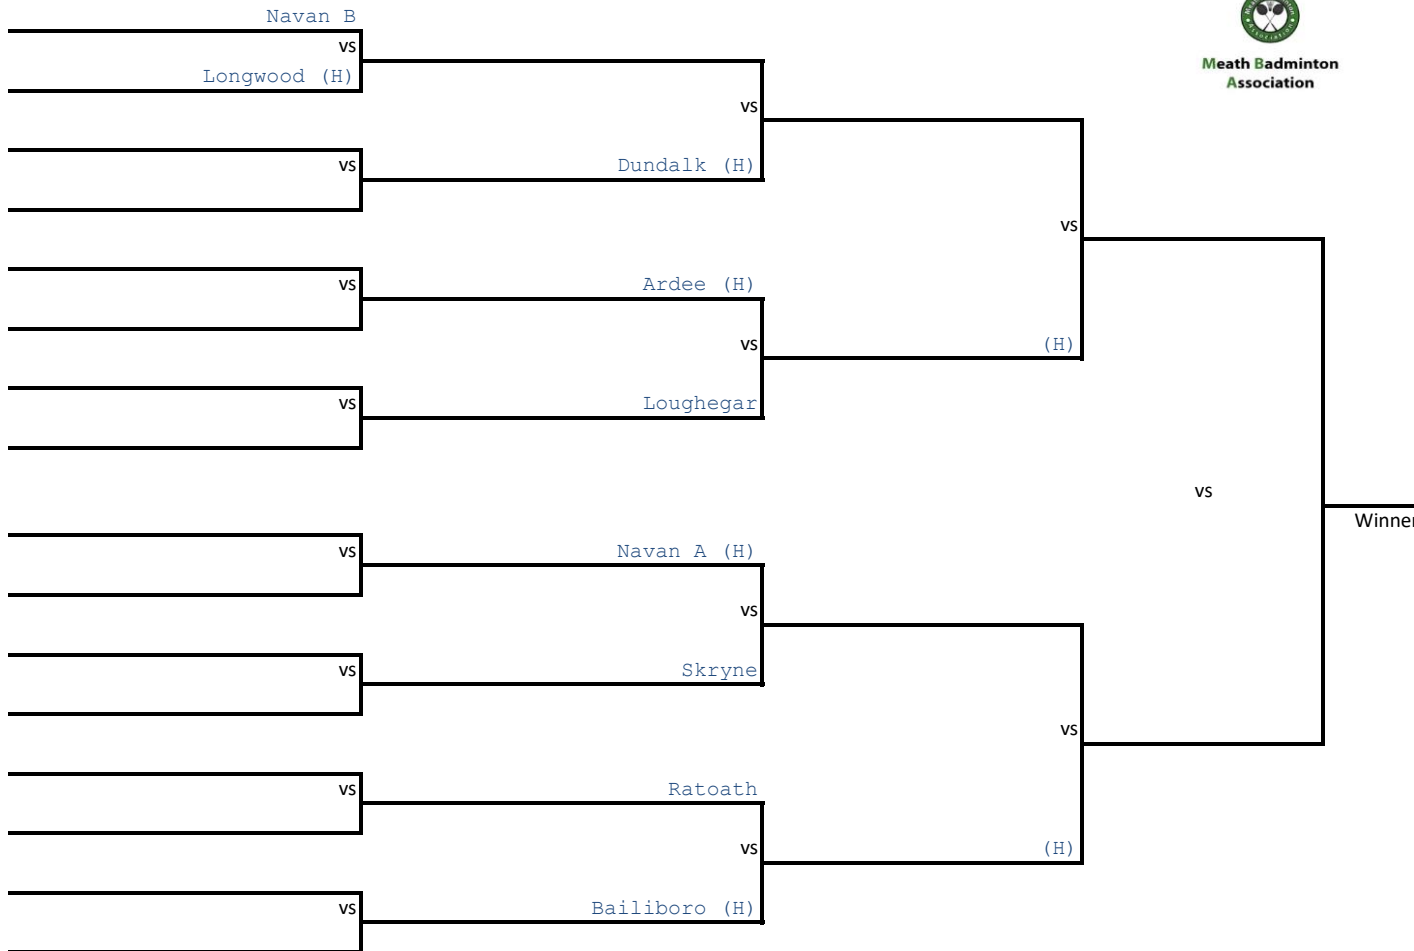 Navan B
vs
Longwood (H)
Meath Badminton
Association
vs
vs
Dundalk (H)
vs
vs
Ardee (H)
vs
(H)
vs
Loughegar
vs
Winner
vs
Navan A (H)
vs
vs
Skryne
vs
vs
Ratoath
vs
(H)
vs
Bailiboro (H)